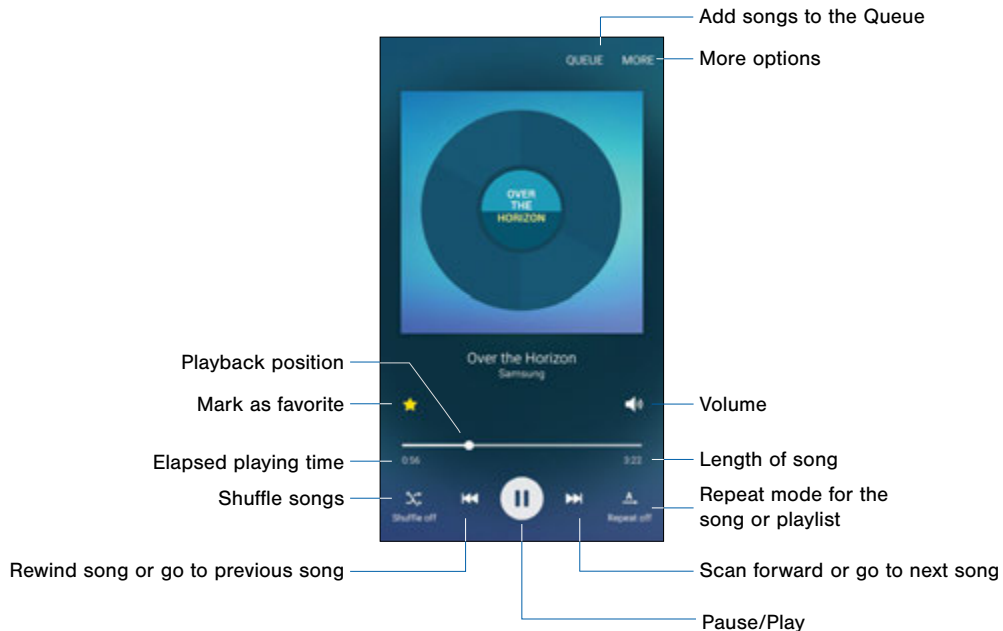 Add songs to the Queue
QUEUE MORE
More options
OVER
THE
HORIZON
Over the Horizon
Samsung
Playback position
Mark as favorite
Volume
0:56
3:22
Elapsed playing time
Length of song
Shuffle songs
Shuffle off
Repeat off
Repeat mode for the
song or playlist
Rewind song or go to previous song
Scan forward or go to next song
Pause/Play